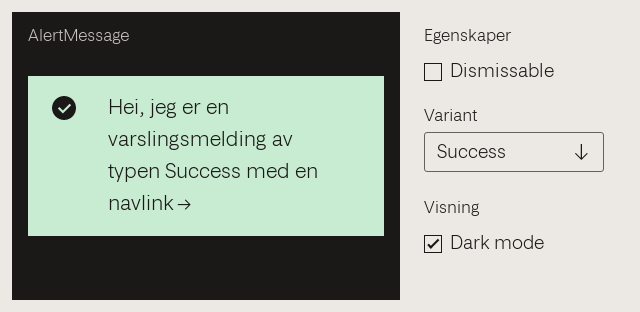 AlertMessage
Hei, jeg er en
varslingsmelding av
typen Success med en
navlink →
Egenskaper
Dismissable
Variant
Success
Visning
Dark mode